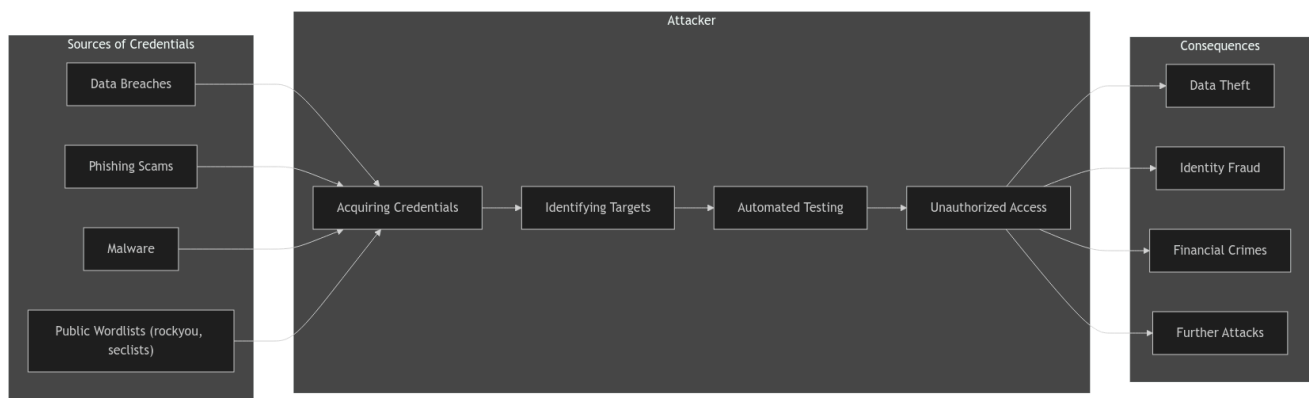 Sources of Credentials
Data Breaches
Phishing Scams
Malware
Public Wordlists (rockyou,
seclists)
Attacker
Acquiring Credentials
Identifying Targets
Automated Testing
Unauthorized Access
Consequences
Data Theft
Identity Fraud
Financial Crimes
Further Attacks